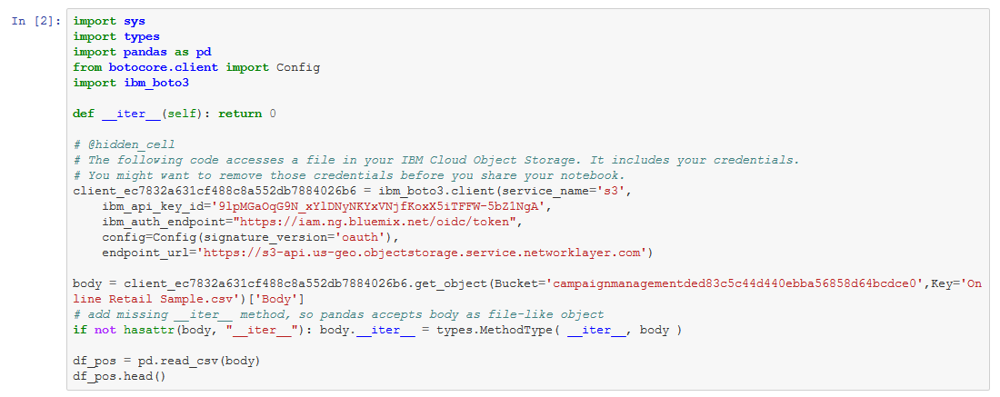 In [2]: import sys
import types
import pandas as pd
from botocore.client import Config
import ibm_boto3
def __iter__(self): return 0
# @hidden_cell
# The following code accesses a file in your IBM Cloud Object Storage. It includes your credentials.
# You might want to remove those credentials before you share your notebook.
client_ec7832a631cf488c8a552db7884026b6 = ibm_boto3.client(service_name='s3',
ibm_api_key_id='9lpMGaOqG9N_xYlDNyNKYxVNjfKoxX5iTFFW-5bZ1NgA',
ibm_auth_endpoint="https://iam.ng.bluemix.net/oidc/token",
config=Config(signature_version='oauth'),
endpoint_url='https://s3-api.us-geo.objectstorage.service.networklayer.com')
body = client_ec7832a631cf488c8a552db7884026b6.get_object(Bucket='campaignmanagementded83c5c44d440ebba56858d64bcdce0',Key='On
line Retail Sample.csv')['Body']
# add missing __iter__ method, so pandas accepts body as file-like object
if not hasattr(body, "__iter__"): body.__iter__ = types.MethodType( __iter__, body )
df_pos = pd.read_csv(body)
df_pos.head()